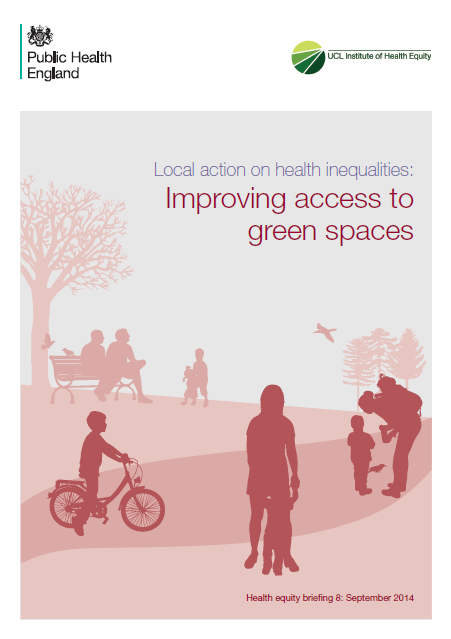 Public Health
England
UCL Institute of Health Equity
Local action on health inequalities:
Improving access to
green spaces
Health equity briefing 8: September 2014